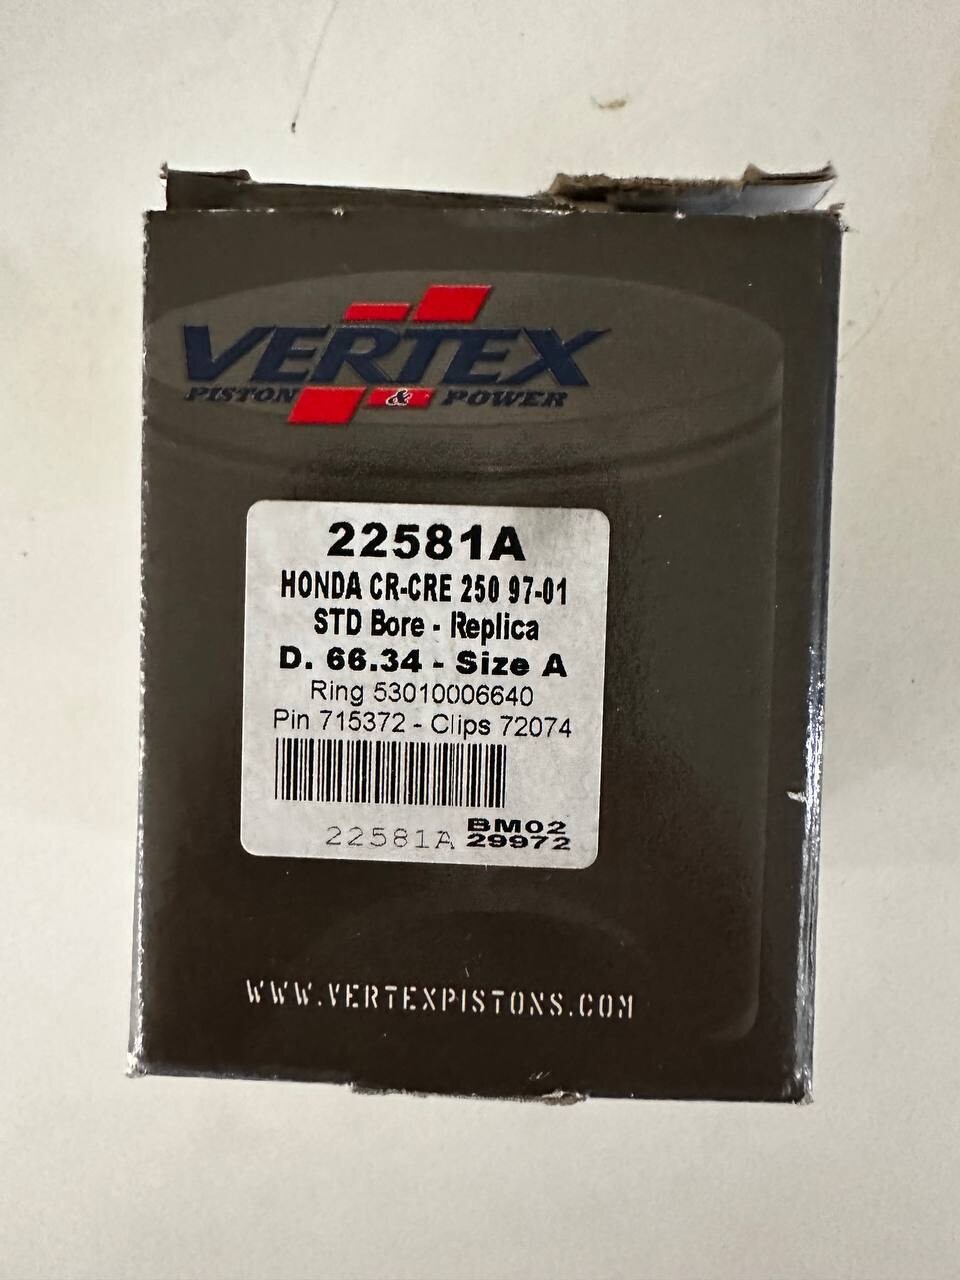 VERTEX
PISTON & POWER
22581A
HONDA CR-CRE 250 97-01
STD Bore - Replica
D. 66.34 - Size A
Ring 53010006640
Pin 715372 - Clips 72074
22581A BM02
29972
WWW.VERTEXPISTONS.COM